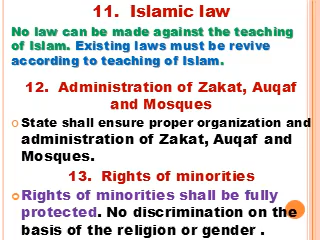 11. Islamic law
No law can be made against the teaching
of Islam. Existing laws must be revive
according to teaching of Islam.
12. Administration of Zakat, Auqaf
and Mosques
State shall ensure proper organization and
administration of Zakat, Auqaf and
Mosques.
13. Rights of minorities
Rights of minorities shall be fully
protected. No discrimination on the
basis of the religion or gender .